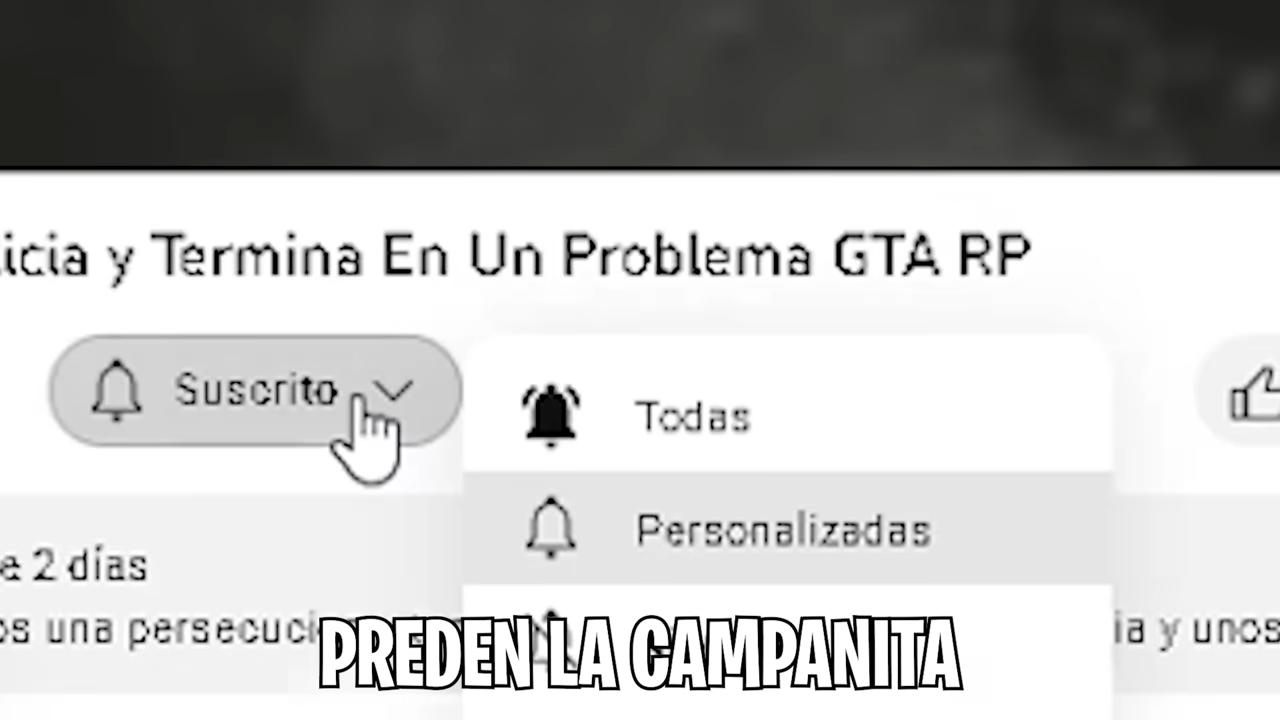 icia y Termina En Un Problema GTA RP
Suscrito
Todas
Personalizadas
e 2 días
os una persecuci
ia y unos
PREDEN LA CAMPANITA